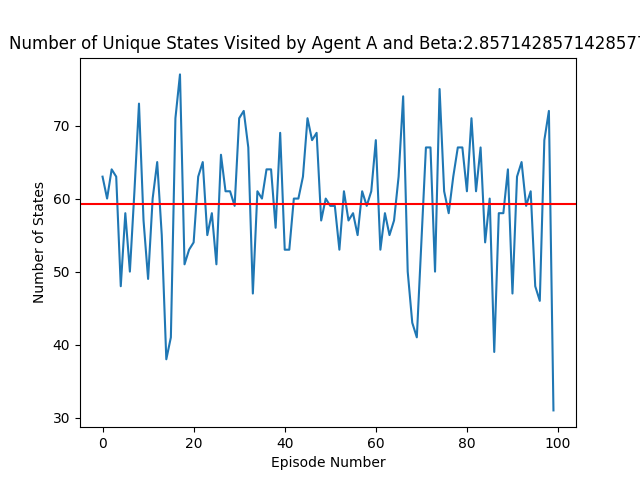 Number of Unique States Visited by Agent A and Beta:2.857142857142857
Number of States
70
60
50
40
30
0 20 40 60 80 100
Episode Number